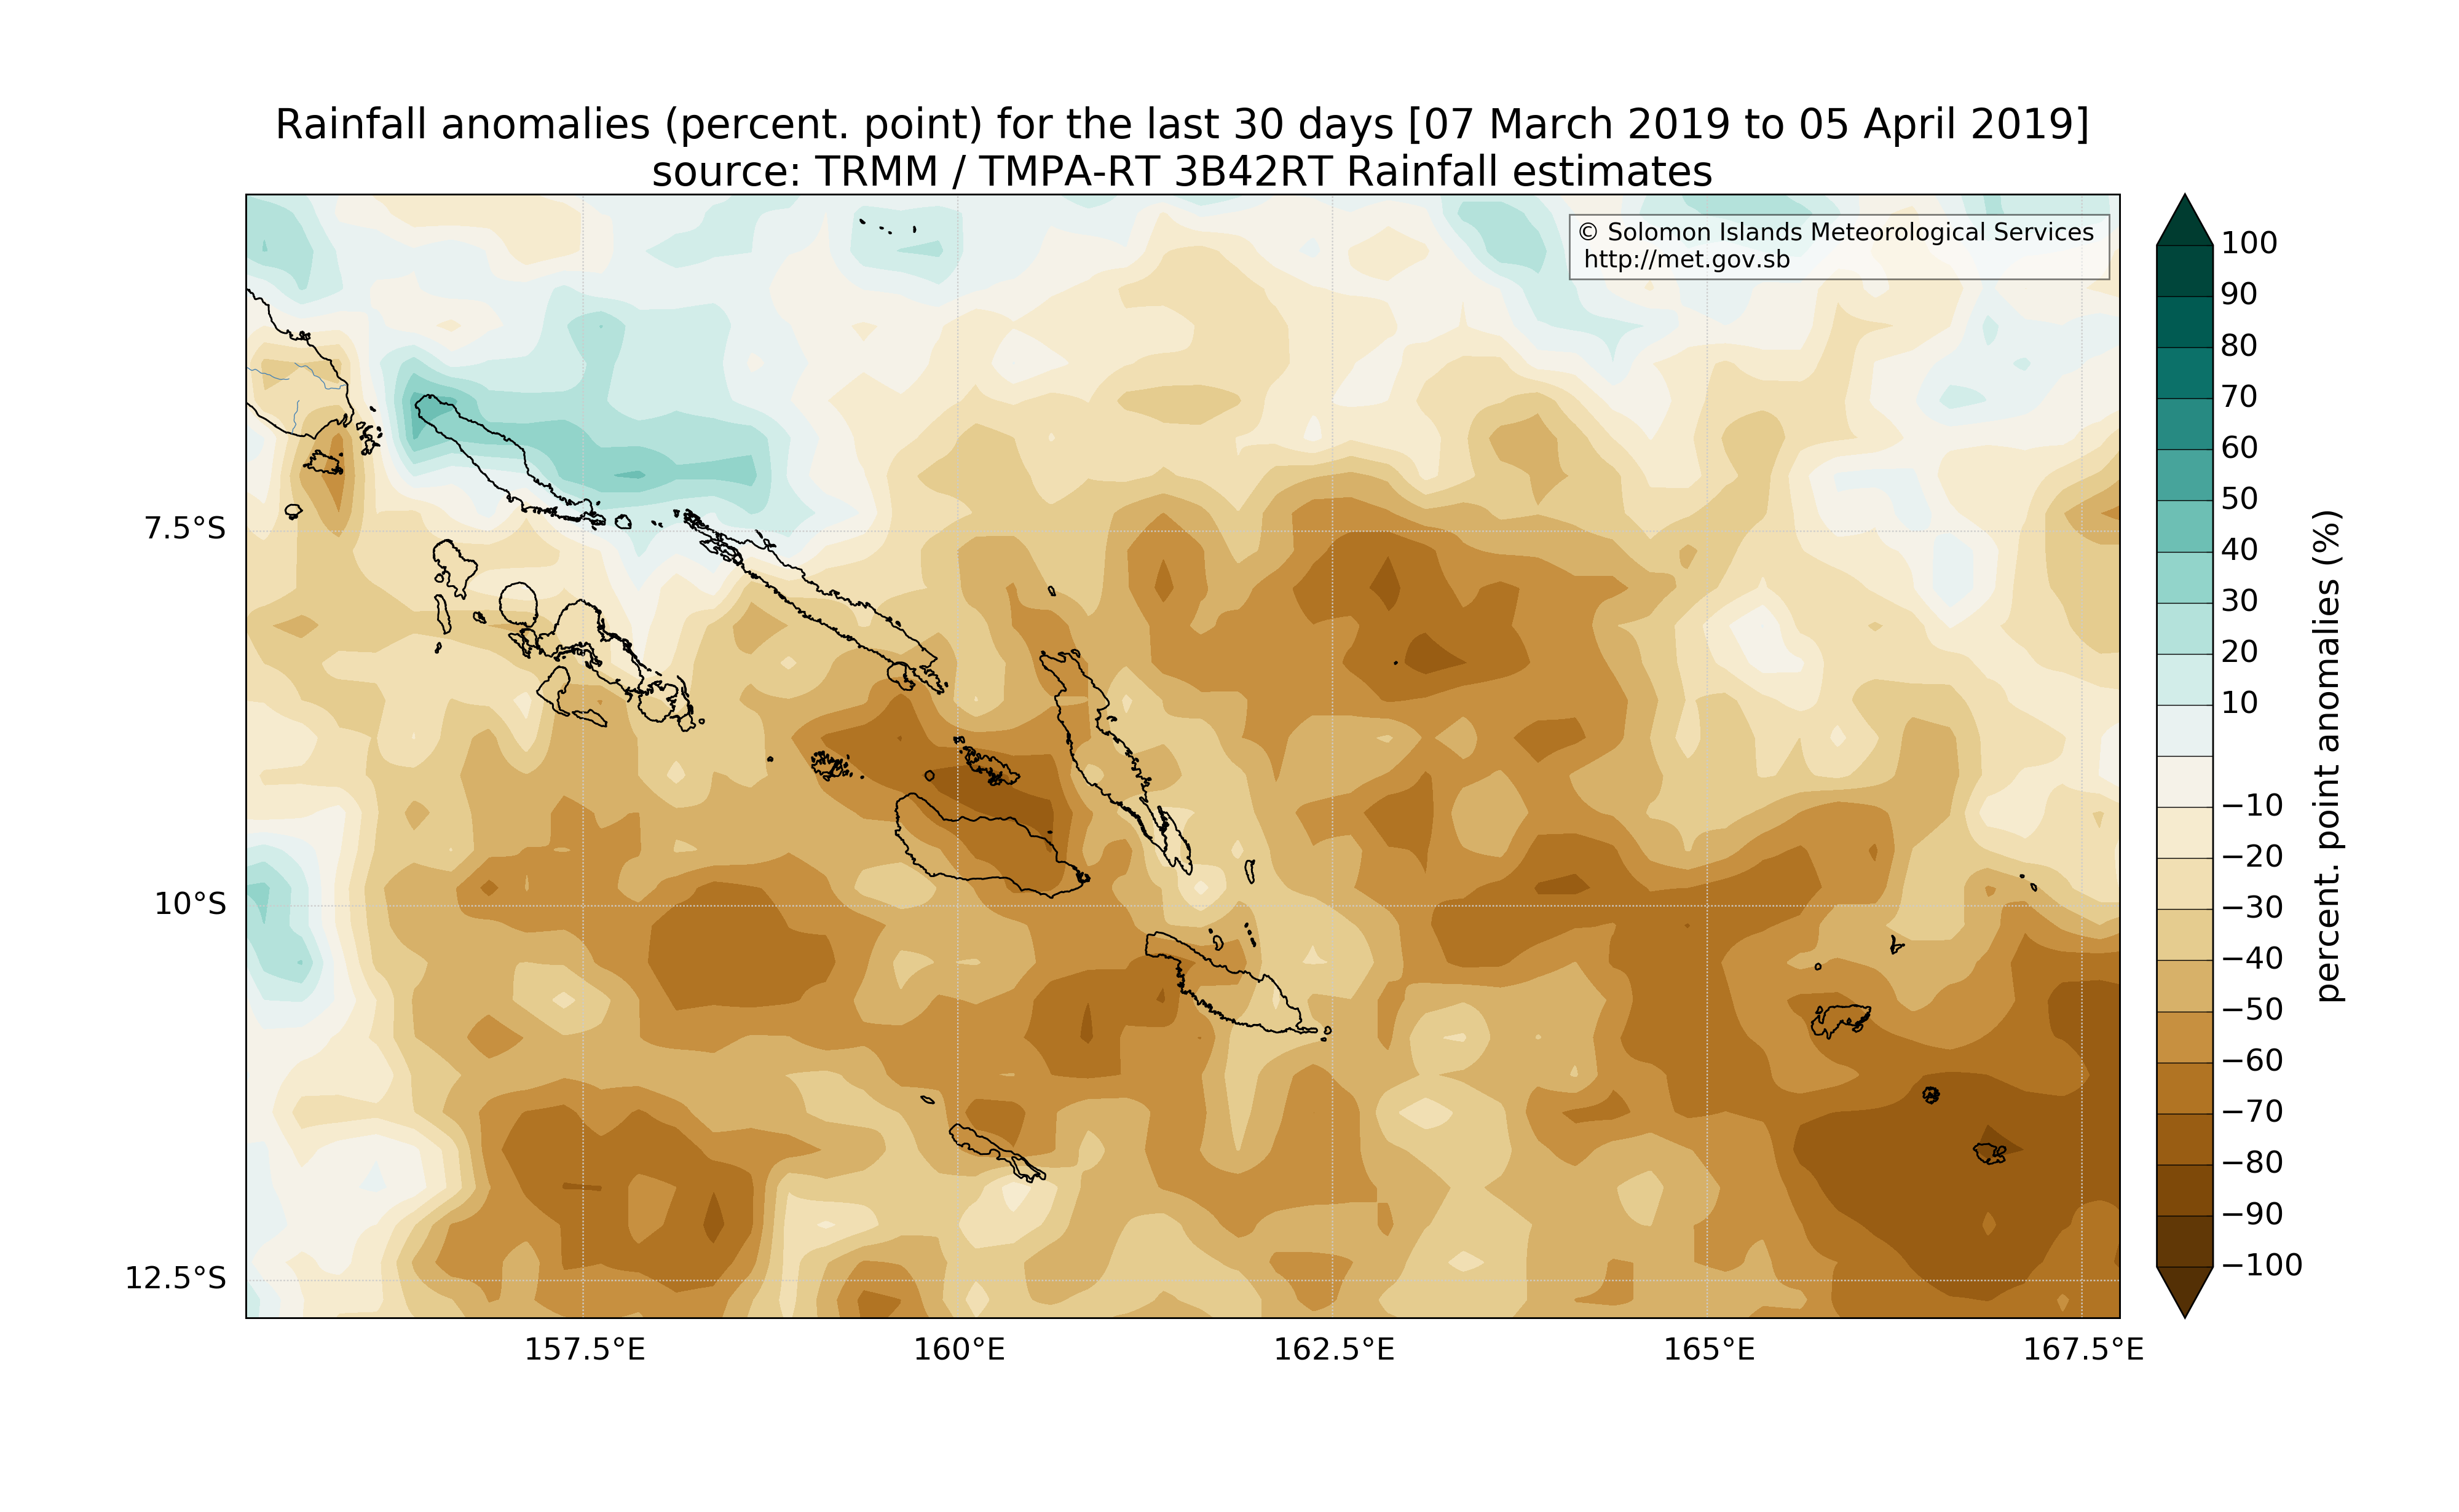 Rainfall anomalies (percent. point) for the last 30 days [07 March 2019 to 05 April 2019]
source: TRMM / TMPA-RT 3B42RT Rainfall estimates
© Solomon Islands Meteorological Services
http://met.gov.sb
7.5°S
10°S
12.5°S
157.5°E
160°E
162.5°E
165°E
167.5°E
100
90
80
70
60
50
40
30
20
10
−10
−20
−30
−40
−50
−60
−70
−80
−90
−100
percent. point anomalies (%)